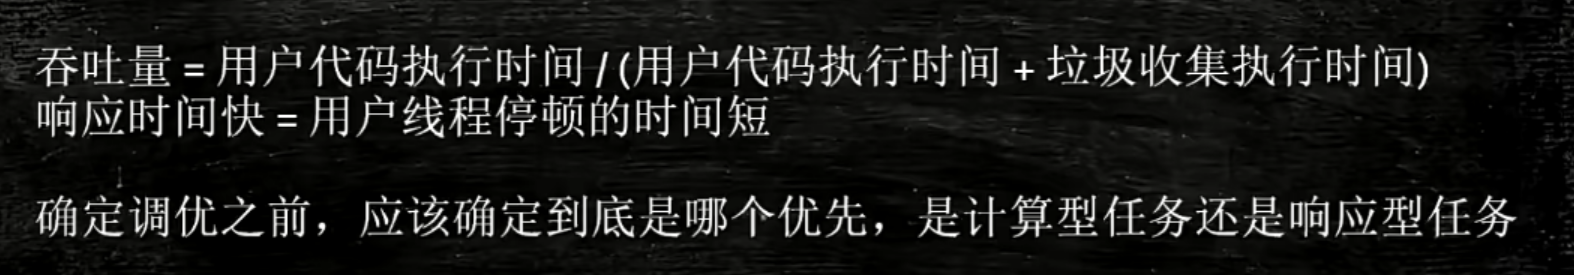 吞吐量 = 用户代码执行时间 / (用户代码执行时间 + 垃圾收集执行时间)
响应时间快 = 用户线程停顿的时间短
确定调优之前，应该确定到底是哪个优先，是计算型任务还是响应型任务